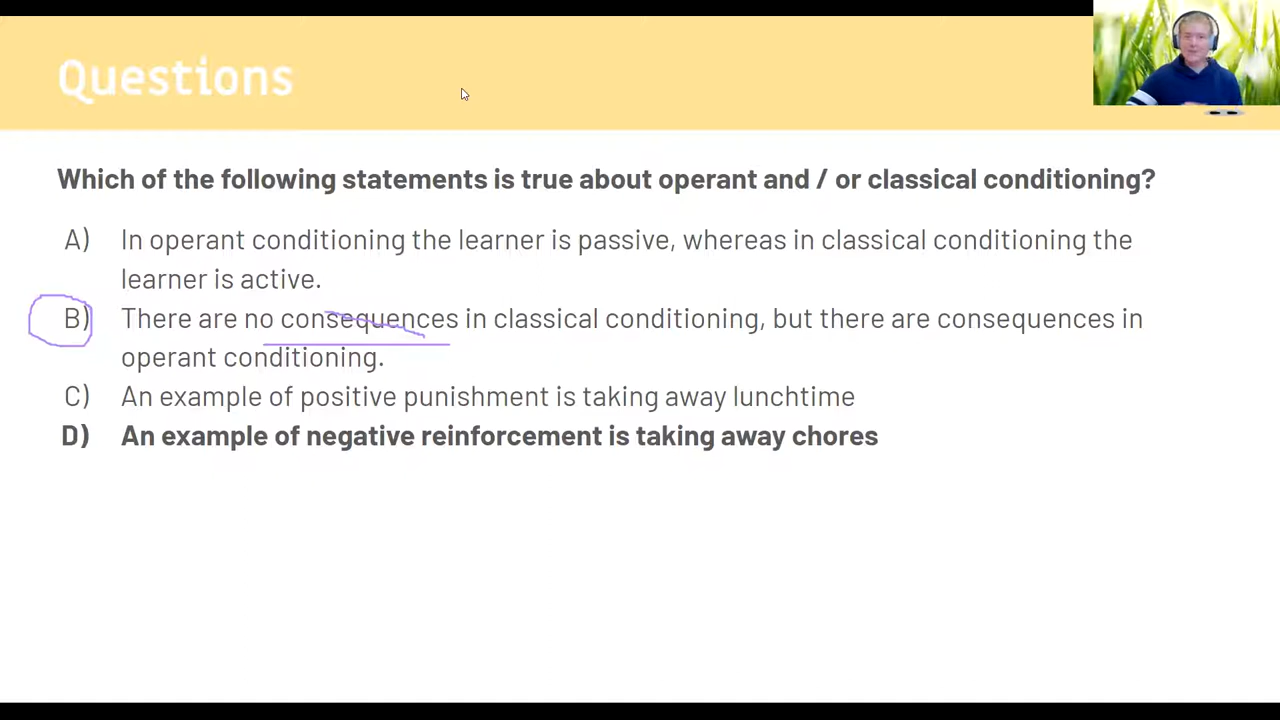 Questions
Which of the following statements is true about operant and / or classical conditioning?
A) In operant conditioning the learner is passive, whereas in classical conditioning the
learner is active.
B) There are no consequences in classical conditioning, but there are consequences in
operant conditioning.
C) An example of positive punishment is taking away lunchtime
D) An example of negative reinforcement is taking away chores